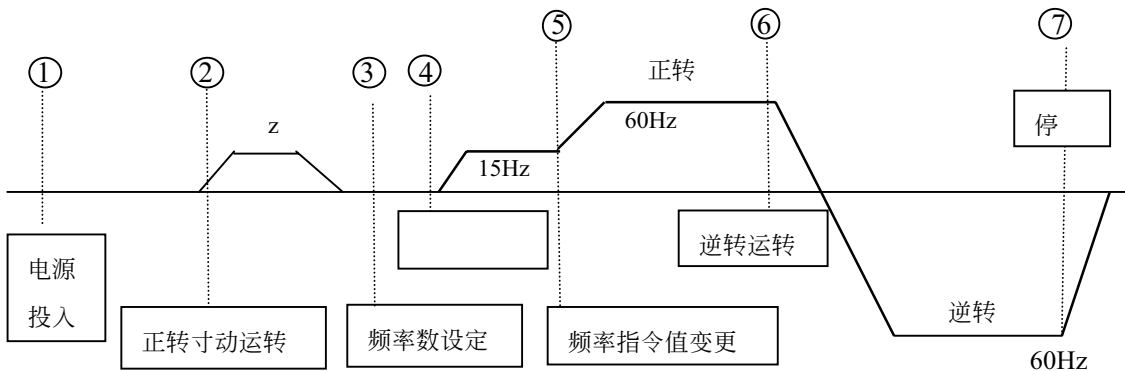 ① ② ③ ④ ⑤ ⑥ ⑦
正转
停
z
60Hz
15Hz
电源
投入
逆转运转
正转寸动运转
频率数设定
频率指令值变更
逆转
60Hz